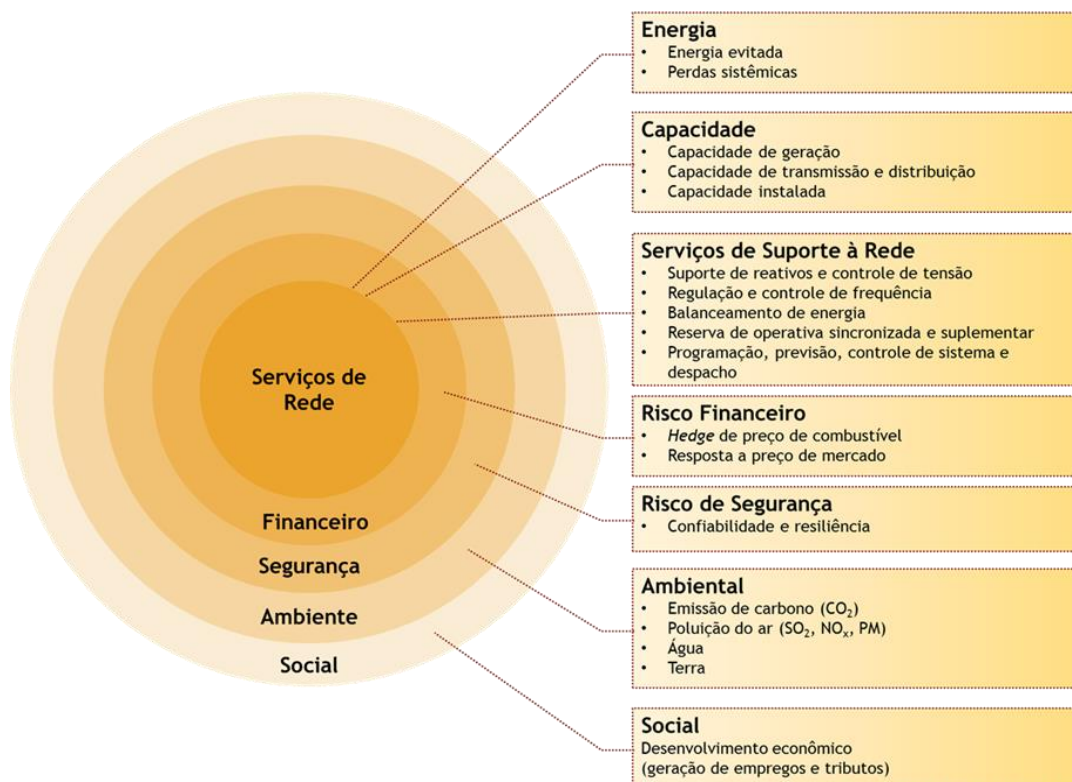 Serviços de
Rede
Financeiro
Segurança
Ambiente
Social
Energia
• Energia evitada
• Perdas sistêmicas
Capacidade
• Capacidade de geração
• Capacidade de transmissão e distribuição
• Capacidade instalada
Serviços de Suporte à Rede
• Suporte de reativos e controle de tensão
• Regulação e controle de frequência
• Balanceamento de energia
• Reserva de operativa sincronizada e suplementar
• Programação, previsão, controle de sistema e
despacho
Risco Financeiro
• Hedge de preço de combustível
• Resposta a preço de mercado
Risco de Segurança
• Confiabilidade e resiliência
Ambiental
• Emissão de carbono (CO₂)
• Poluição do ar (SO₂, NOₓ, PM)
• Água
• Terra
Social
Desenvolvimento econômico
(geração de empregos e tributos)